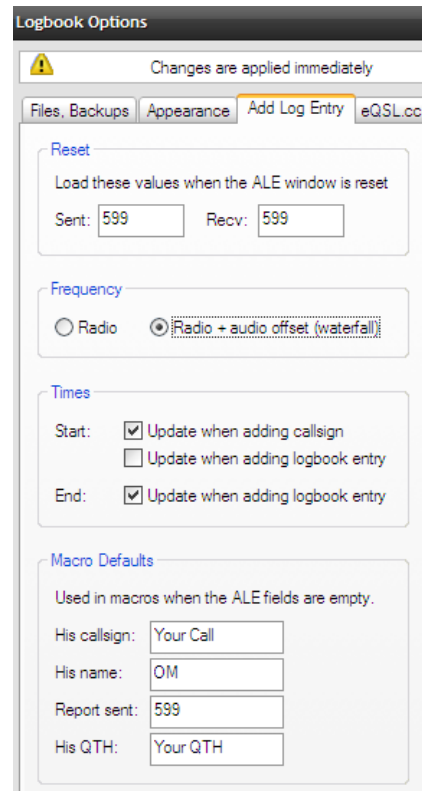 Logbook Options
Changes are applied immediately
Files, Backups Appearance Add Log Entry eQSL.cc
Reset
Load these values when the ALE window is reset
Sent: 599 Recv: 599
Frequency
Radio Radio + audio offset (waterfall)
Times
Start: Update when adding callsign
Update when adding logbook entry
End: Update when adding logbook entry
Macro Defaults
Used in macros when the ALE fields are empty.
His callsign: Your Call
His name: OM
Report sent: 599
His QTH: Your QTH